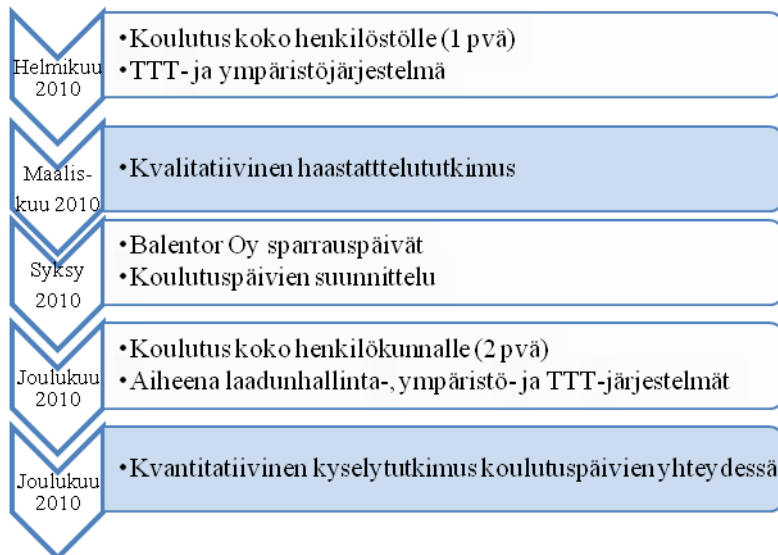 Helmikuu
2010
•Koulutus koko henkilöstölle (1 pvä)
•TTT- ja ympäristöjärjestelmä
Maalis-
kuu 2010
•Kvalitatiivinen haastatttelututkimus
Syksy
2010
•Balentor Oy sparrauspäivät
•Koulutuspäivien suunnittelu
Joulukuu
2010
•Koulutus koko henkilökunnalle (2 pvä)
•Aiheena laadunhallinta-, ympäristö- ja TTT-järjestelmät
Joulukuu
2010
•Kvantitatiivinen kyselytutkimus koulutuspäivien yhteydessä